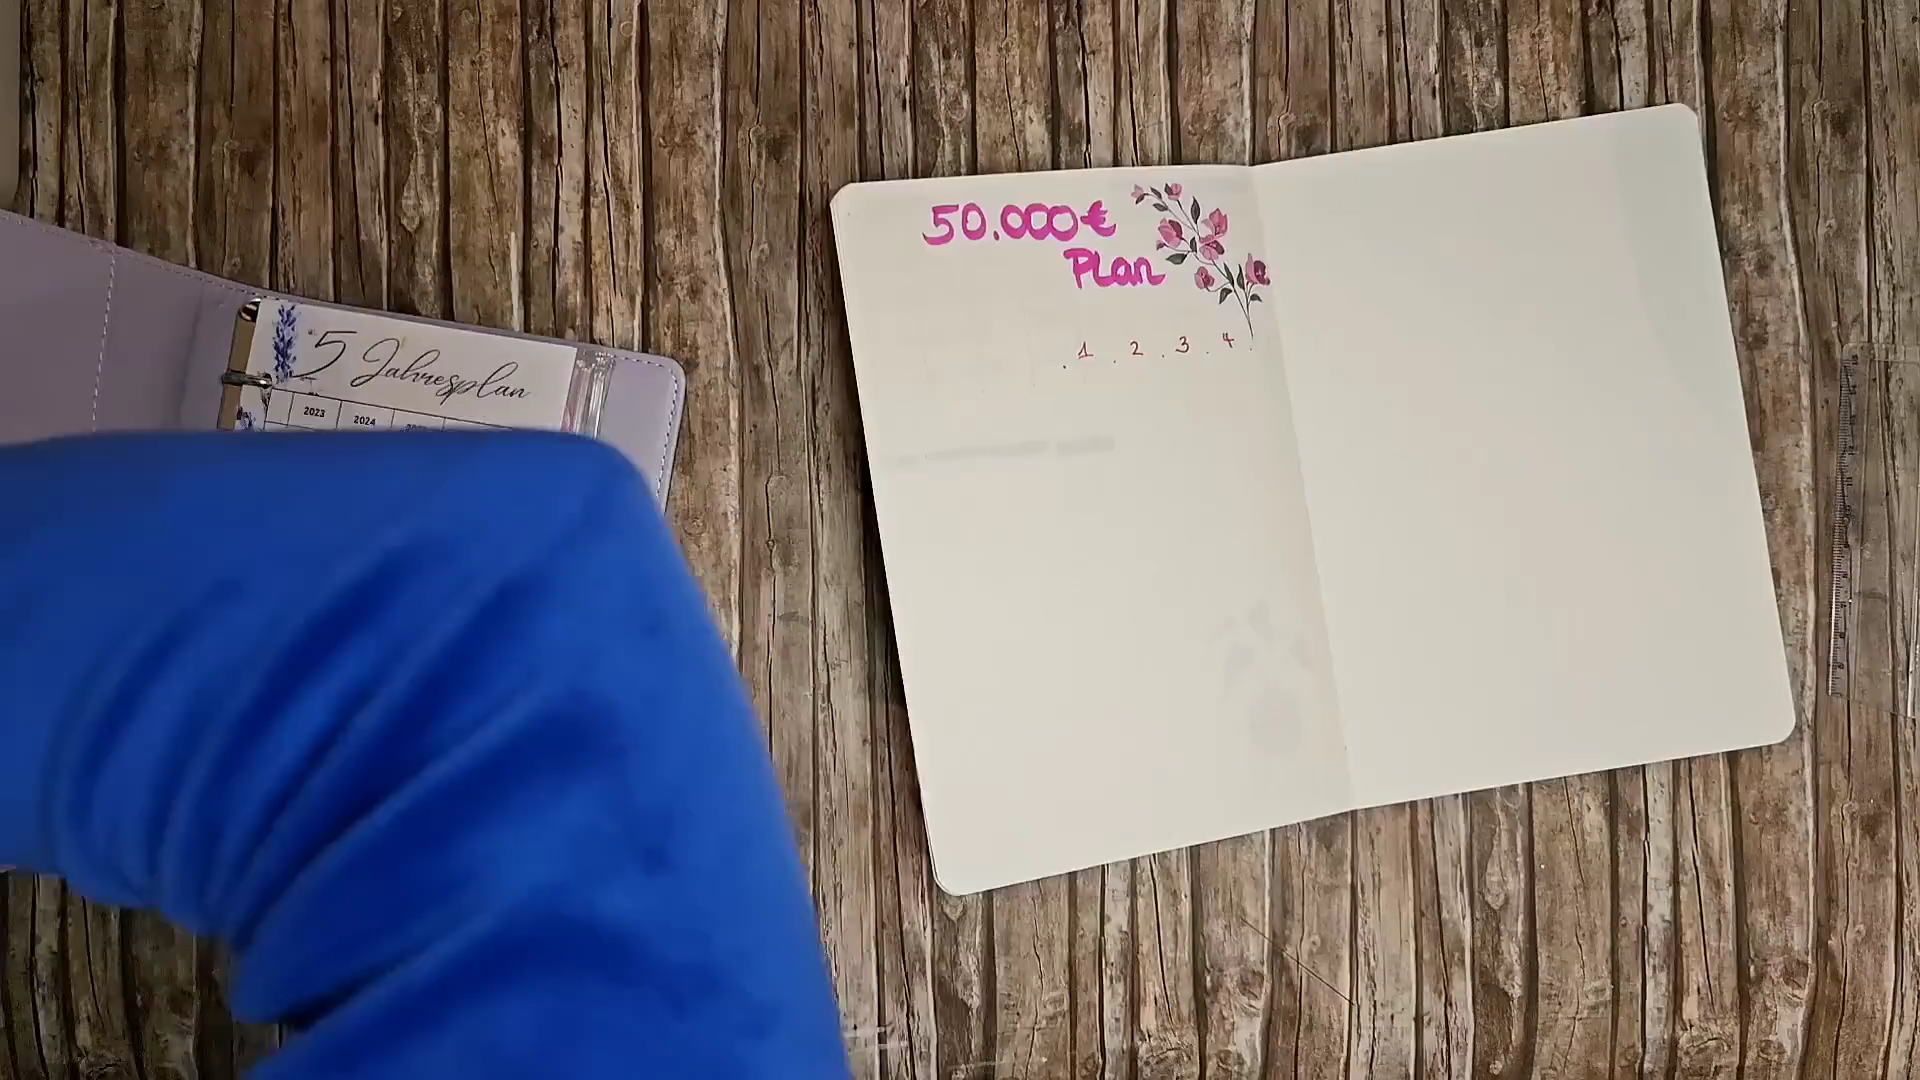 5 Jahresplan
2023 2024
50.000€
Plan
1 . 2 . 3 . 4 .